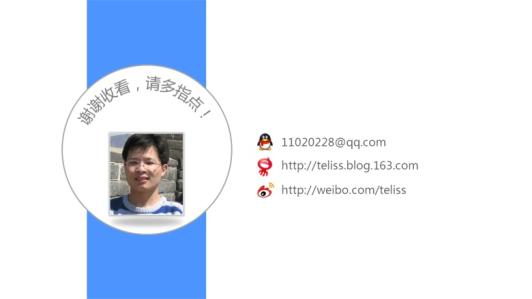 谢谢收看，请多指点！
11020228@qq.com
http://teliss.blog.163.com
http://weibo.com/teliss